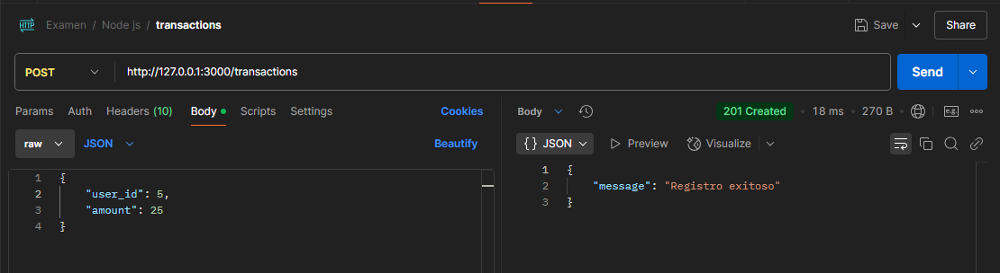 HTTP Examen / Node js / transactions Save Share
POST http://127.0.0.1:3000/transactions Send
Params Auth Headers (10) Body Scripts Settings Cookies
Body 201 Created 18 ms 270 B e.g.
raw JSON Beautify
{} JSON Preview Visualize
1 {
2 "user_id": 5,
3 "amount": 25
4 }
1 {
2 "message": "Registro exitoso"
3 }